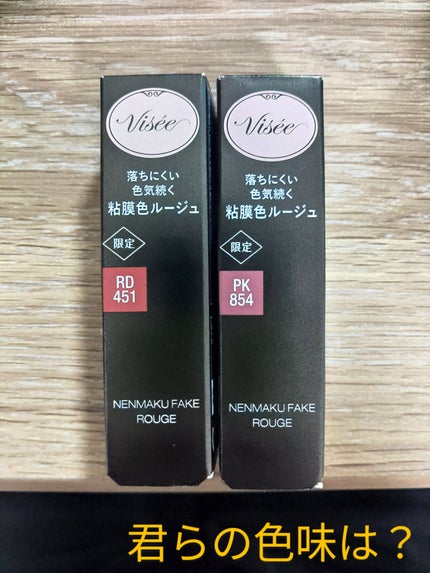 Visée
落ちにくい
色気続く
粘膜色ルージュ
限定
RD
451
NENMAKU FAKE
ROUGE
Visée
落ちにくい
色気続く
粘膜色ルージュ
限定
PK
854
NENMAKU FAKE
ROUGE
君らの色味は？